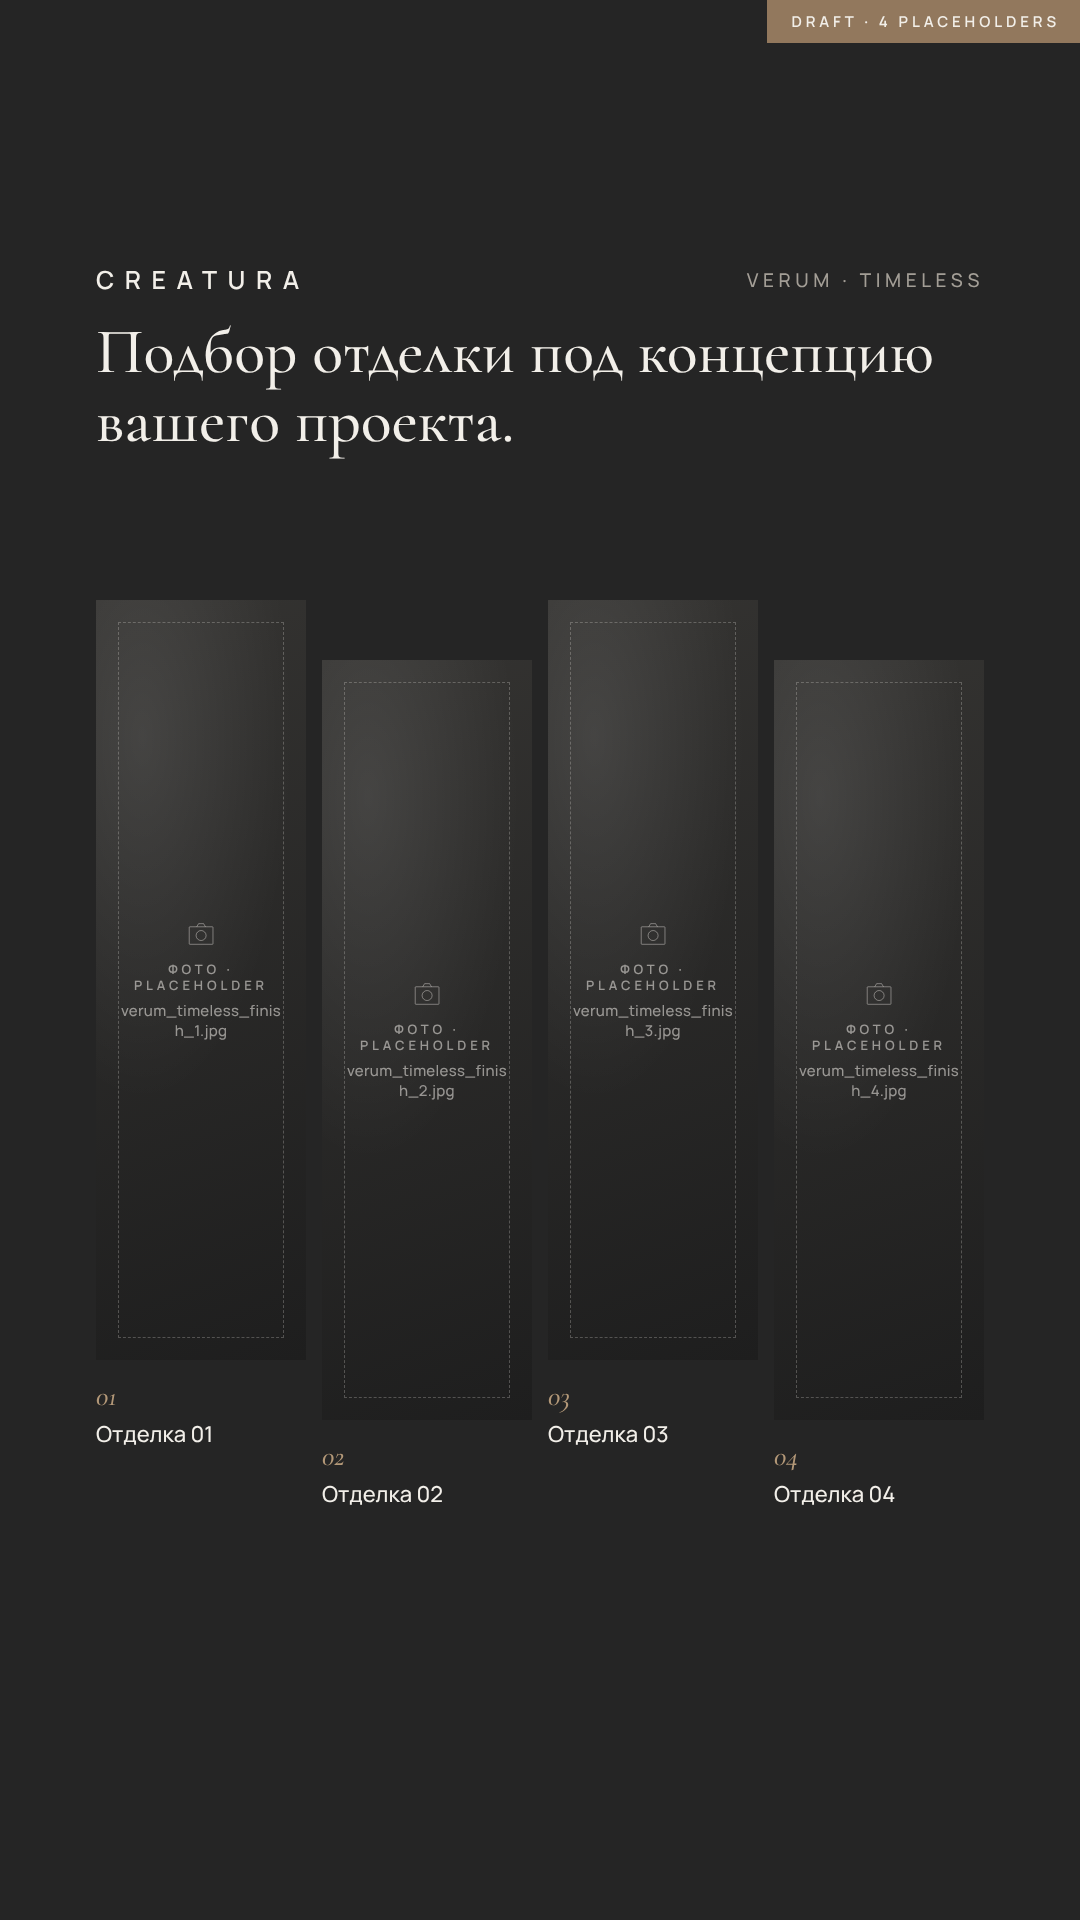 DRAFT · 4 PLACEHOLDERS
CREATURA
VERUM · TIMELESS
Подбор отделки под концепцию
вашего проекта.
ФОТО ·
PLACEHOLDER
verum_timeless_finis
h_1.jpg
01
Отделка 01
ФОТО ·
PLACEHOLDER
verum_timeless_finis
h_2.jpg
02
Отделка 02
ФОТО ·
PLACEHOLDER
verum_timeless_finis
h_3.jpg
03
Отделка 03
ФОТО ·
PLACEHOLDER
verum_timeless_finis
h_4.jpg
04
Отделка 04